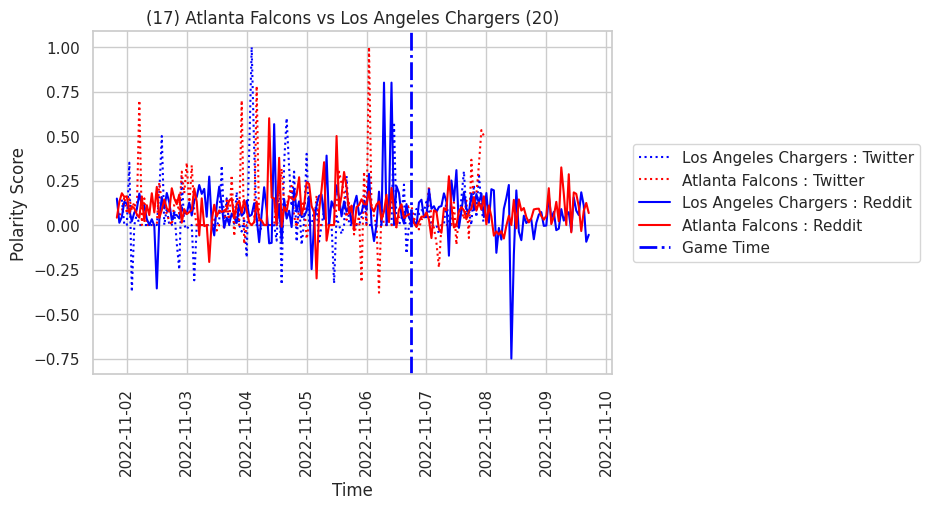 (17) Atlanta Falcons vs Los Angeles Chargers (20)
Polarity Score
1.00
0.75
0.50
0.25
0.00
−0.25
−0.50
−0.75
2022-11-02
2022-11-03
2022-11-04
2022-11-05
2022-11-06
2022-11-07
2022-11-08
2022-11-09
2022-11-10
Time
Los Angeles Chargers : Twitter
Atlanta Falcons : Twitter
Los Angeles Chargers : Reddit
Atlanta Falcons : Reddit
Game Time